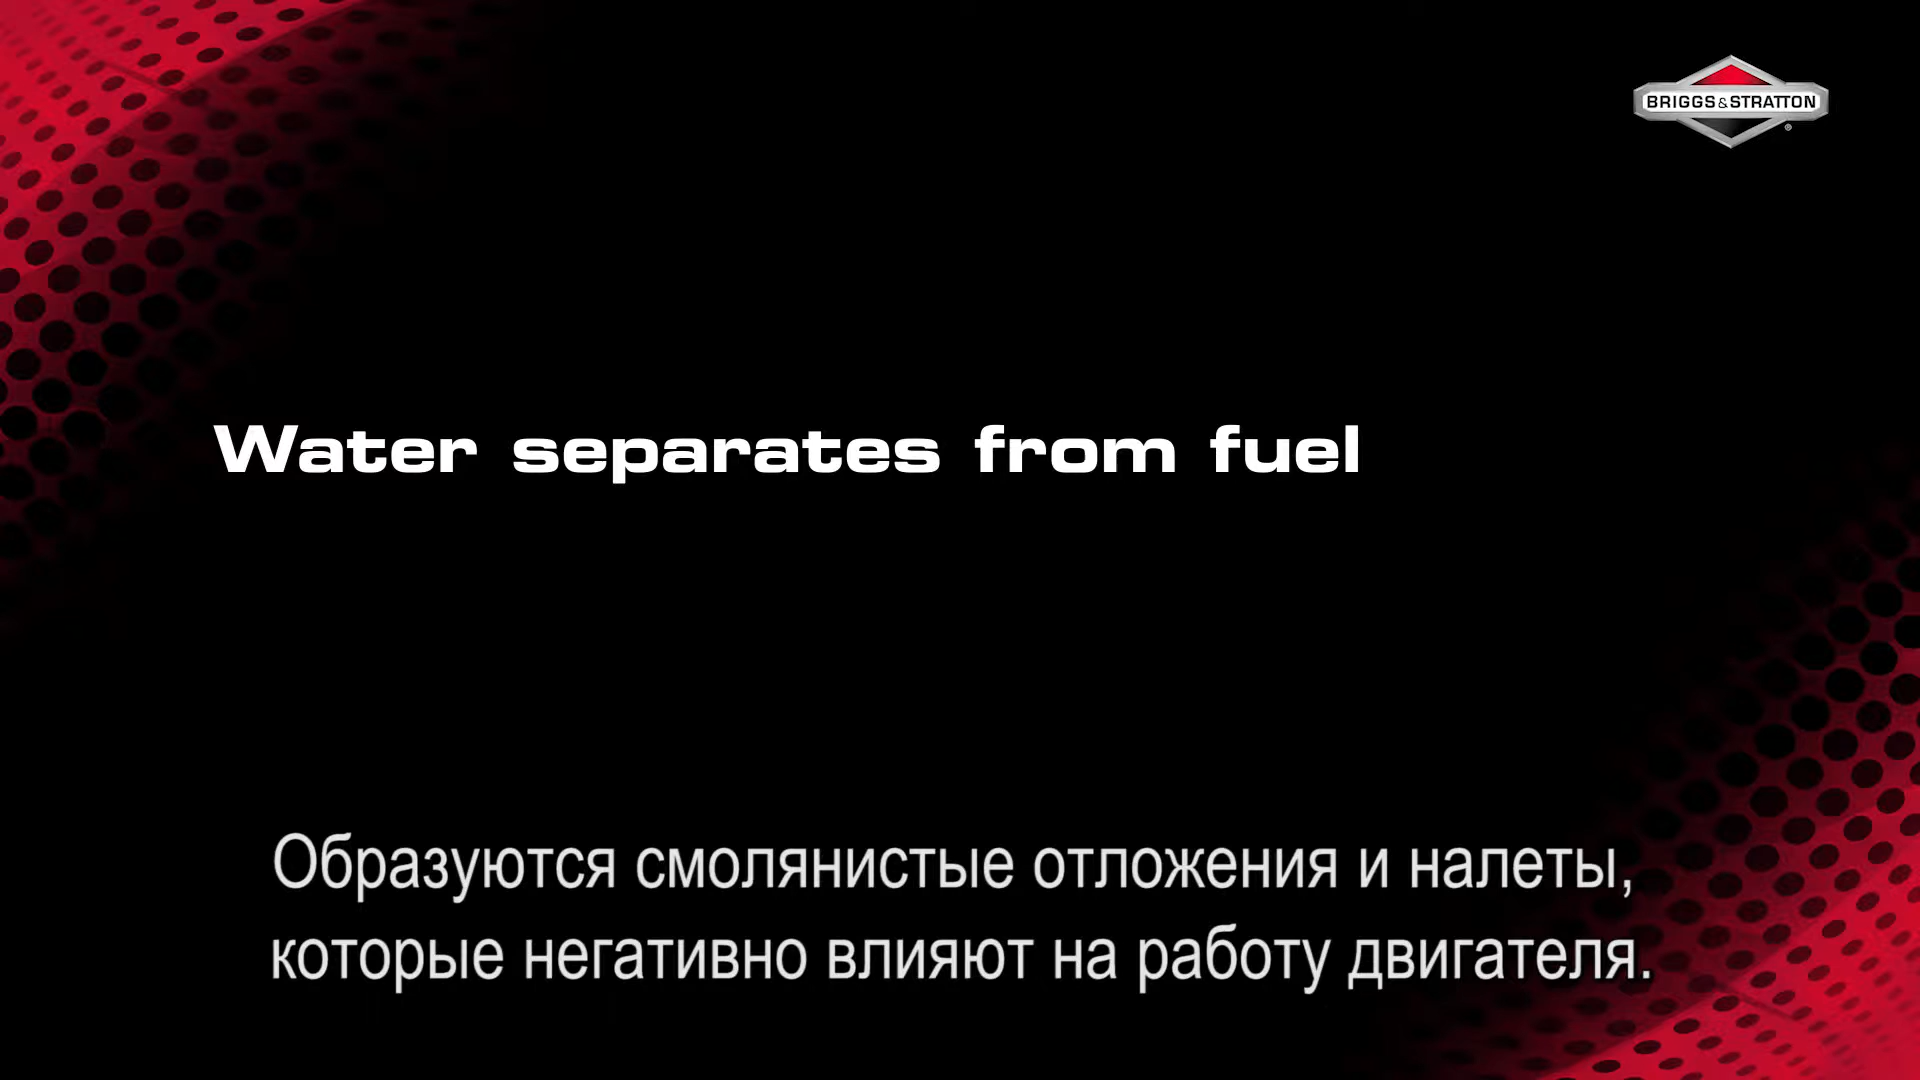 BRIGGS&STRATTON
Water separates from fuel
Образуются смолянистые отложения и налеты,
которые негативно влияют на работу двигателя.